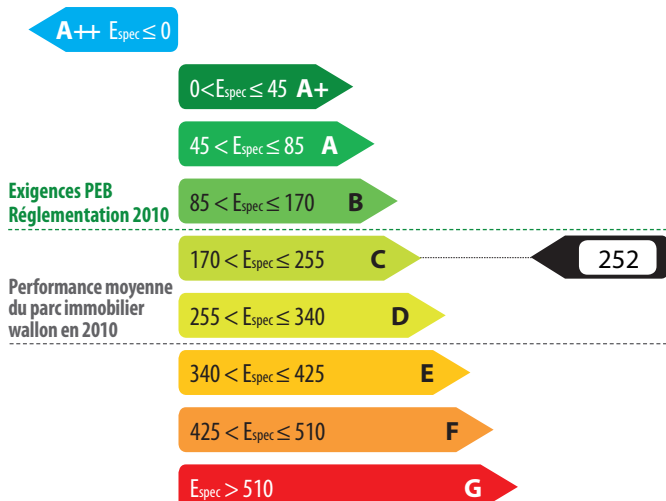 A++ Espec ≤ 0
0<Espec ≤ 45 A+
45 < Espec ≤ 85 A
Exigences PEB
Réglementation 2010
85 < Espec ≤ 170 B
170 < Espec ≤ 255 C
252
Performance moyenne
du parc immobilier
wallon en 2010
255 < Espec ≤ 340 D
340 < Espec ≤ 425 E
425 < Espec ≤ 510 F
Espec > 510 G